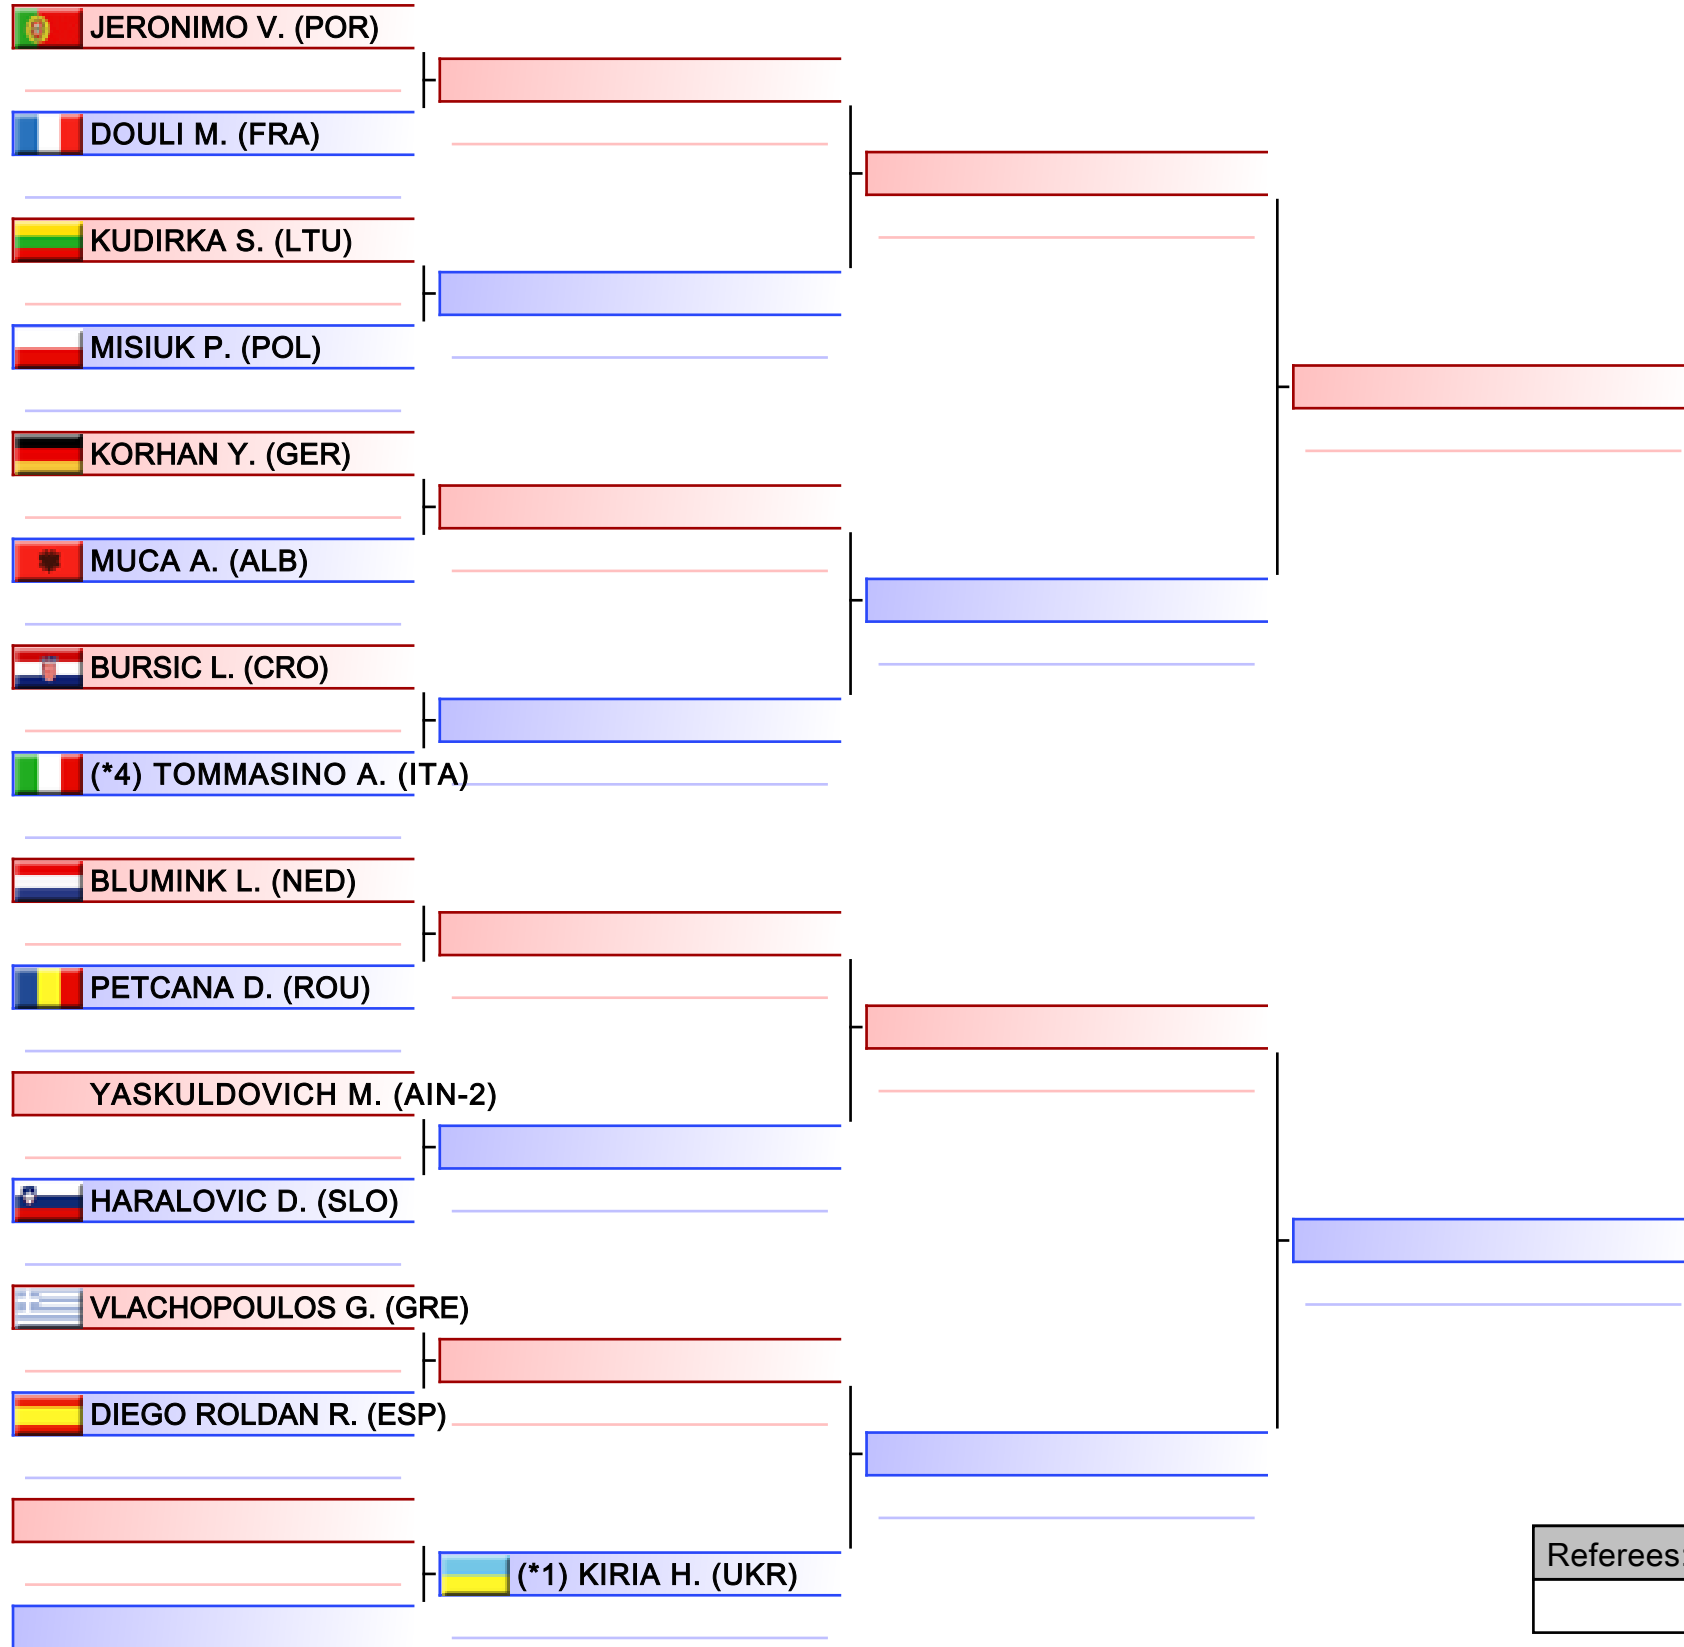 JERONIMO V. (POR)
DOULI M. (FRA)
KUDIRKA S. (LTU)
MISIUK P. (POL)
KORHAN Y. (GER)
MUCA A. (ALB)
BURSIC L. (CRO)
(*4) TOMMASINO A. (ITA)
BLUMINK L. (NED)
PETCANA D. (ROU)
YASKULDOVICH M. (AIN-2)
HARALOVIC D. (SLO)
VLACHOPOULOS G. (GRE)
DIEGO ROLDAN R. (ESP)
(*1) KIRIA H. (UKR)
Referees: